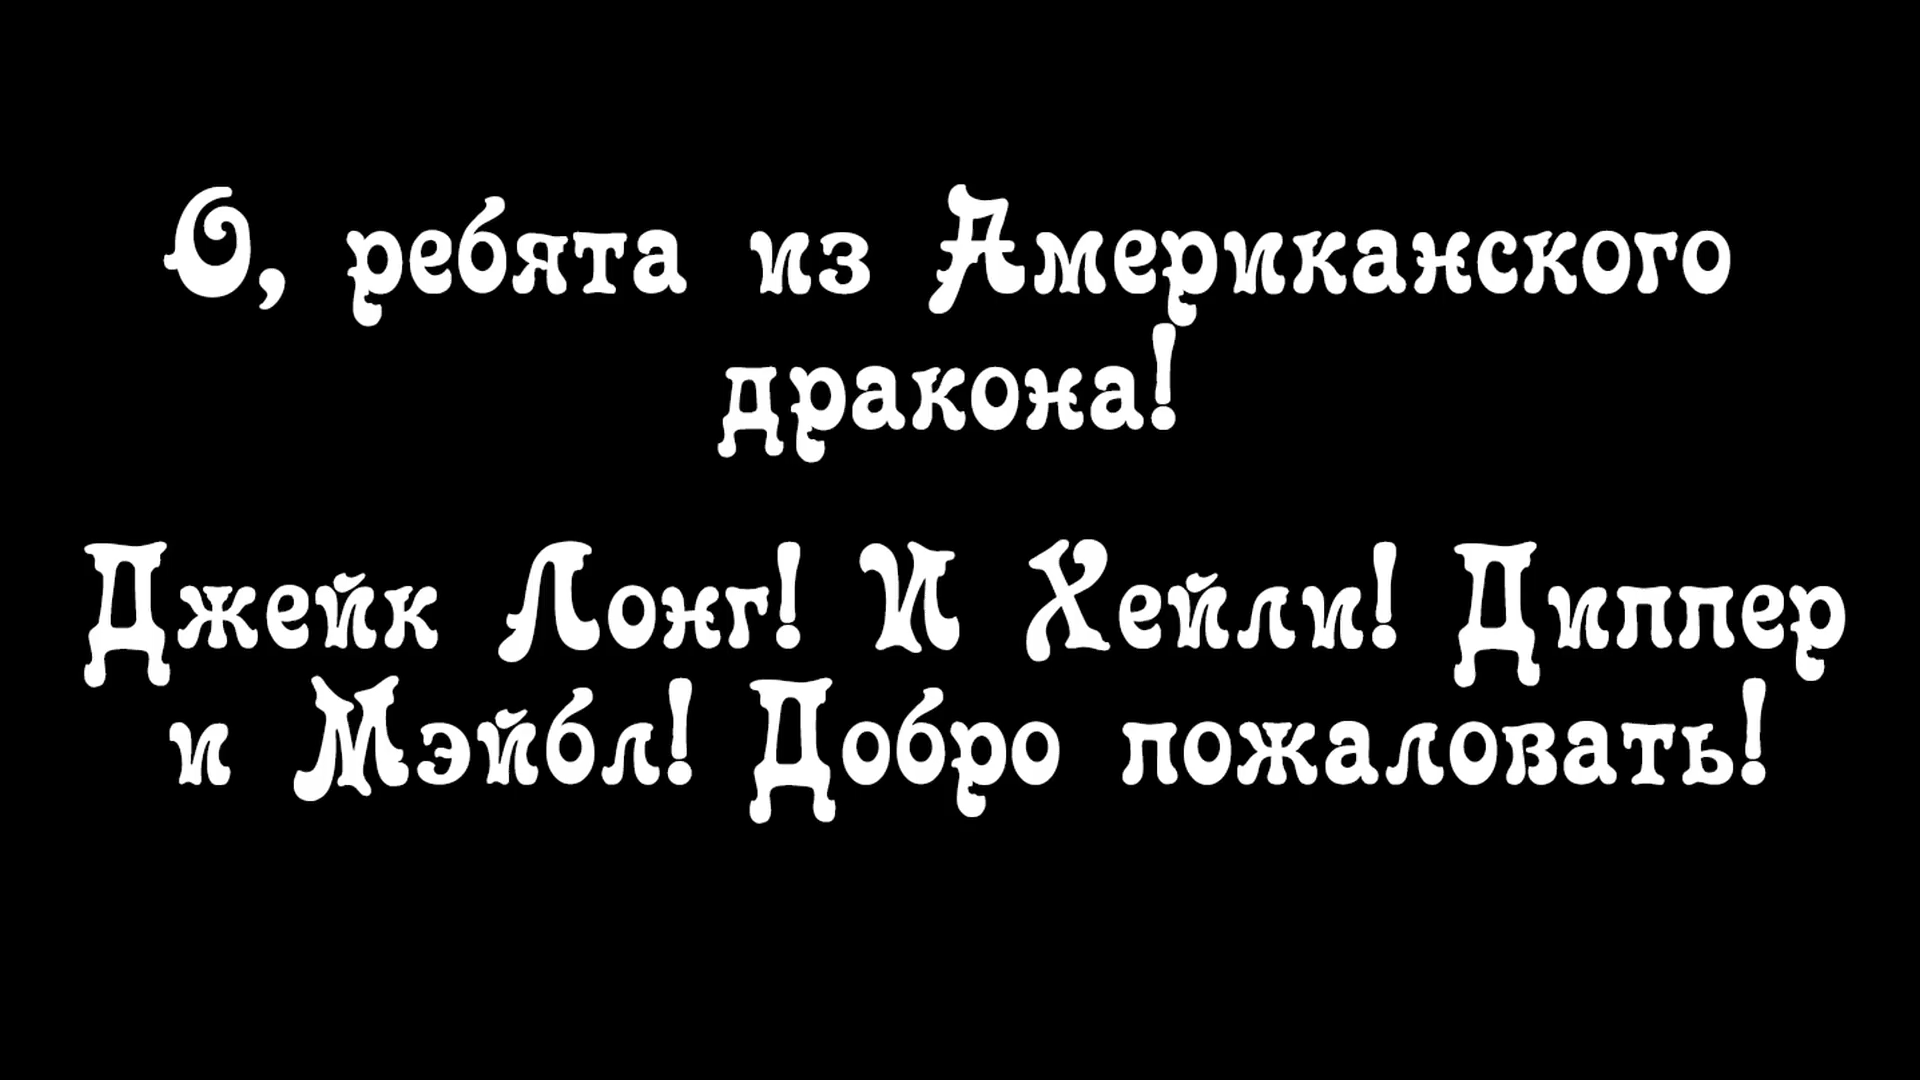 О, ребята из Американского
дракона!
Джейк Лонг! И Хейли! Диппер
и Мэйбл! Добро пожаловать!